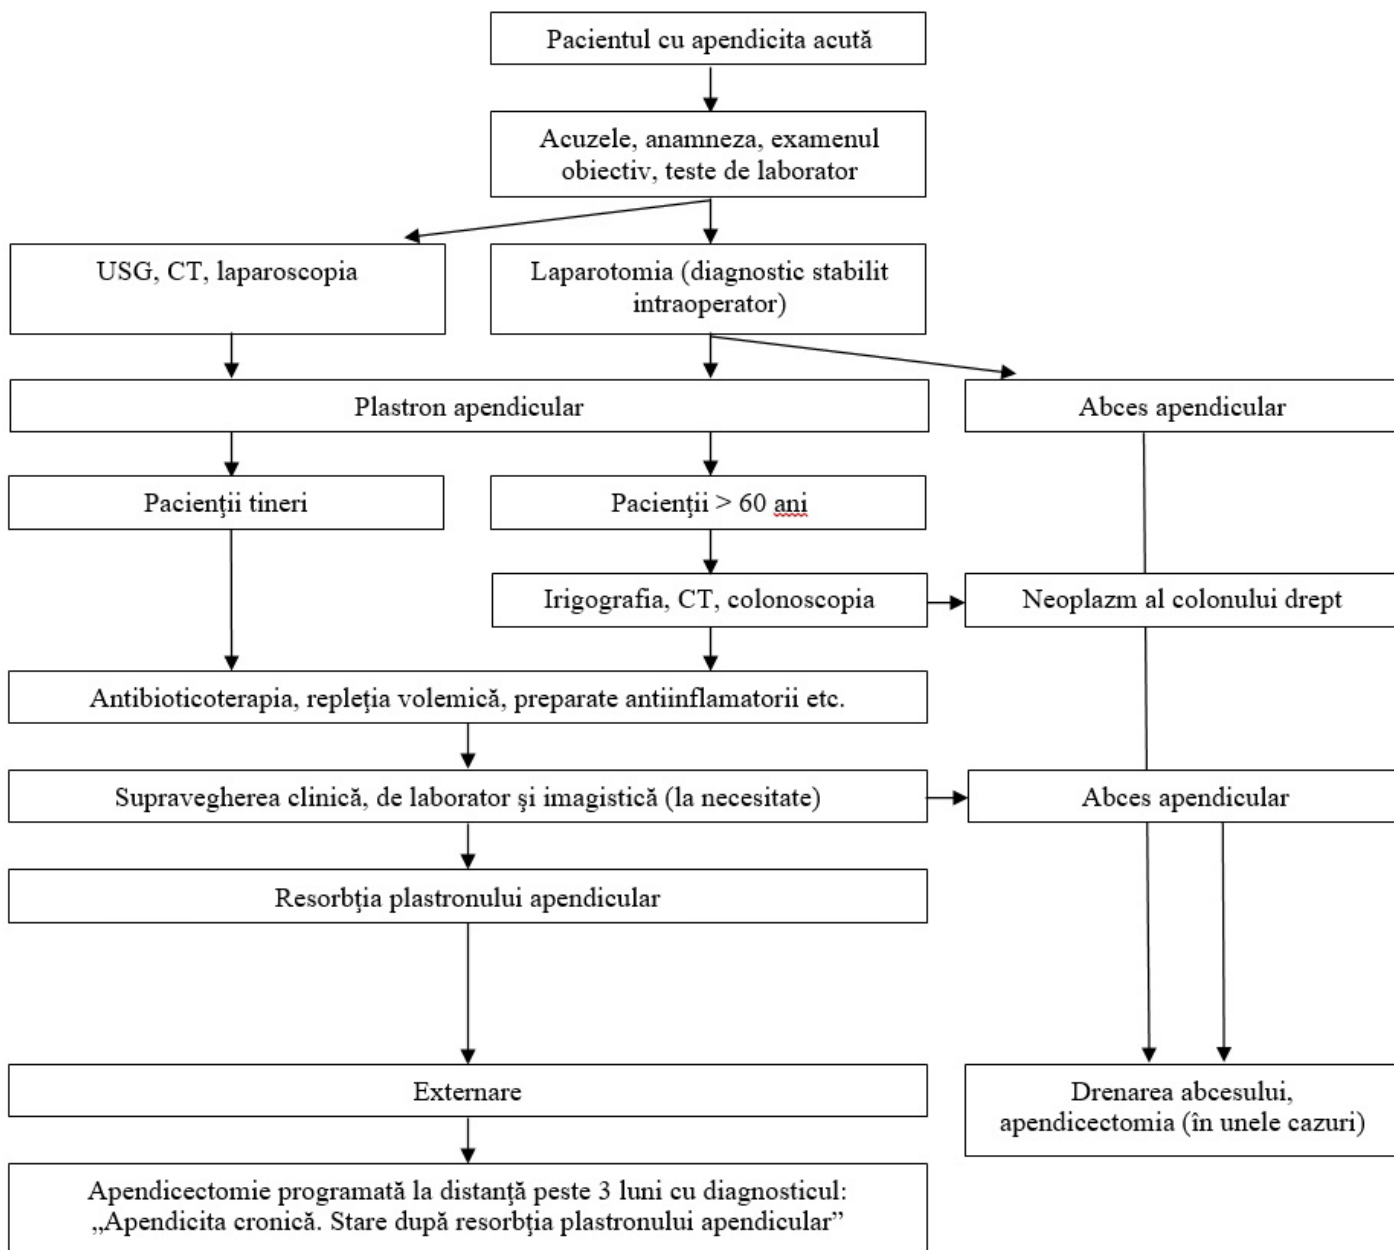 Pacientul cu apendicita acută
Acuzele, anamneza, examenul
obiectiv, teste de laborator
USG, CT, laparoscopia
Laparotomia (diagnostic stabilit
intraoperator)
Plastron apendicular
Abces apendicular
Pacienţii tineri
Pacienţii > 60 ani
Irigografia, CT, colonoscopia
Neoplazm al colonului drept
Antibioticoterapia, repleţia volemică, preparate antiinflamatorii etc.
Supravegherea clinică, de laborator şi imagistică (la necesitate)
Abces apendicular
Resorbţia plastronului apendicular
Externare
Drenarea abcesului,
apendicectomia (în unele cazuri)
Apendicectomie programată la distanţă peste 3 luni cu diagnosticul:
„Apendicita cronică. Stare după resorbţia plastronului apendicular”